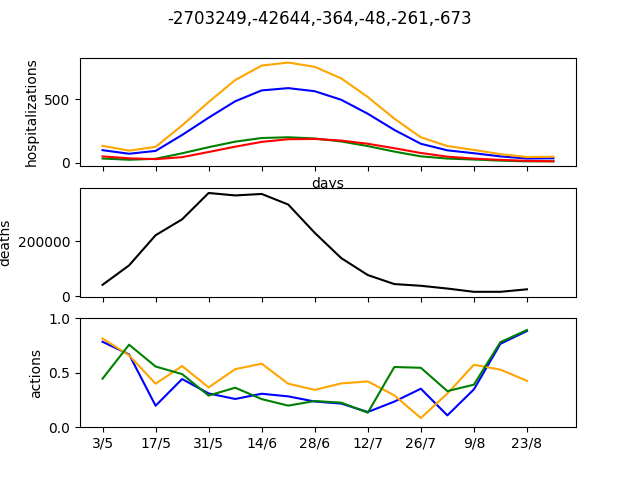 -2703249,-42644,-364,-48,-261,-673
hospitalizations
500
0
days
deaths
200000
0
actions
1.0
0.5
0.0
3/5 17/5 31/5 14/6 28/6 12/7 26/7 9/8 23/8